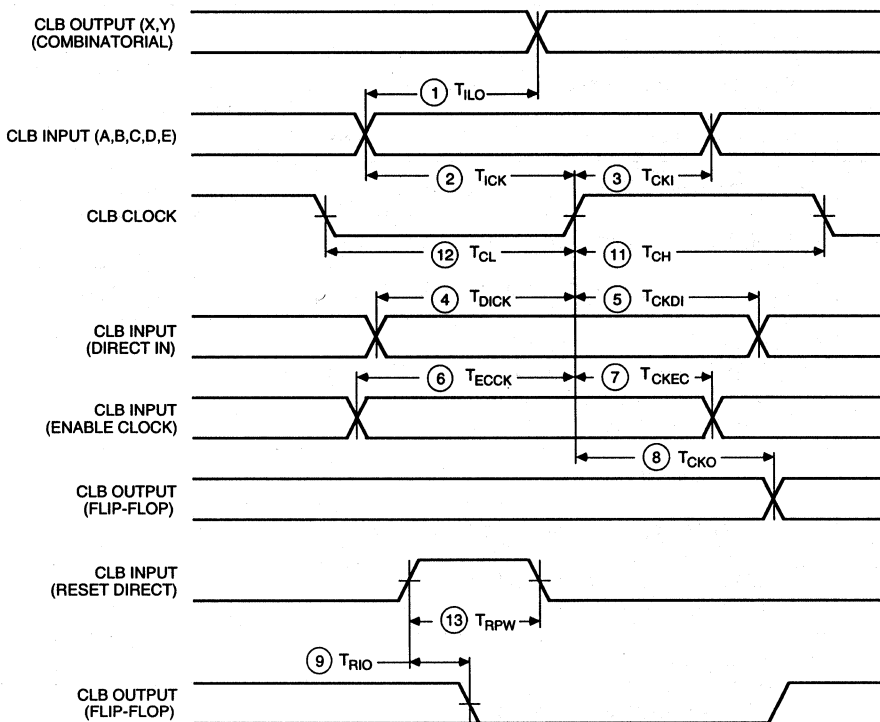 CLB OUTPUT (X,Y)
(COMBINATORIAL)
1 TILO
CLB INPUT (A,B,C,D,E)
2 TICK
3 TCKI
CLB CLOCK
12 TCL
11 TCH
4 TDICK
5 TCKDI
CLB INPUT
(DIRECT IN)
6 TECCK
7 TCKEC
CLB INPUT
(ENABLE CLOCK)
8 TCKO
CLB OUTPUT
(FLIP-FLOP)
CLB INPUT
(RESET DIRECT)
13 TRPW
9 TRIO
CLB OUTPUT
(FLIP-FLOP)